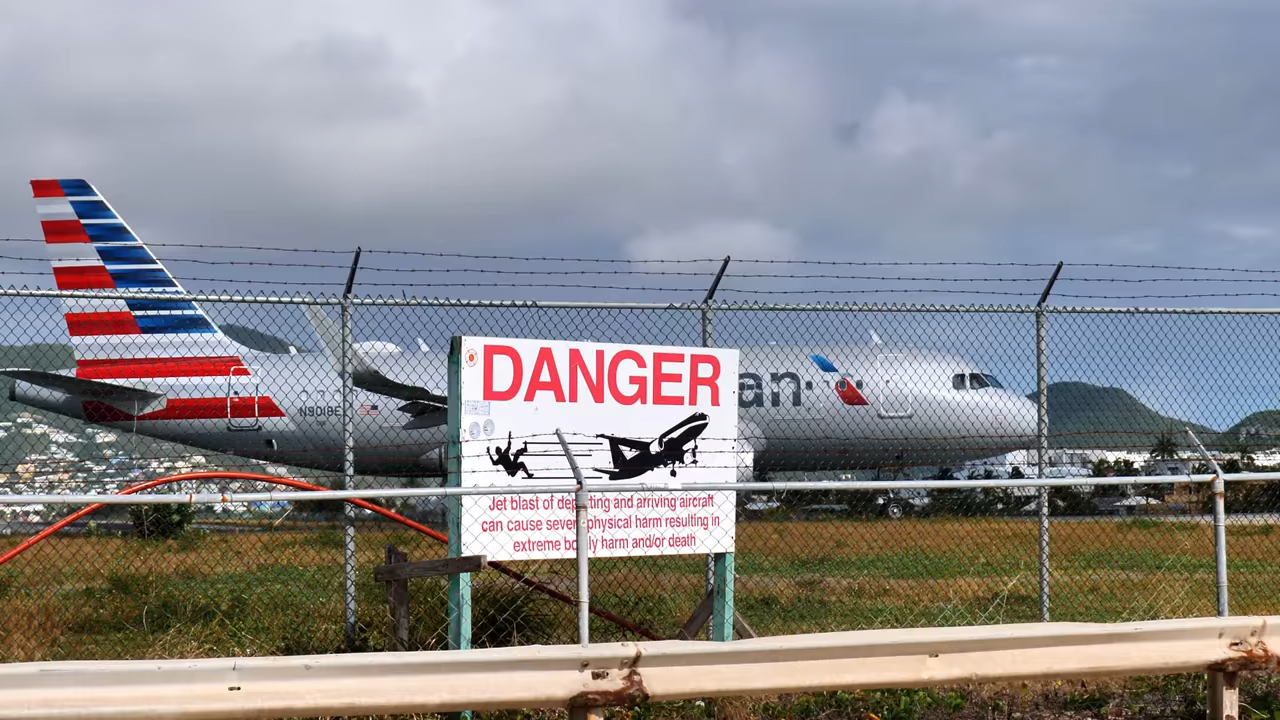 DANGER
an
N9018E
Jet blast of departing and arriving aircraft
can cause severe physical harm resulting in
extreme bodily harm and/or death